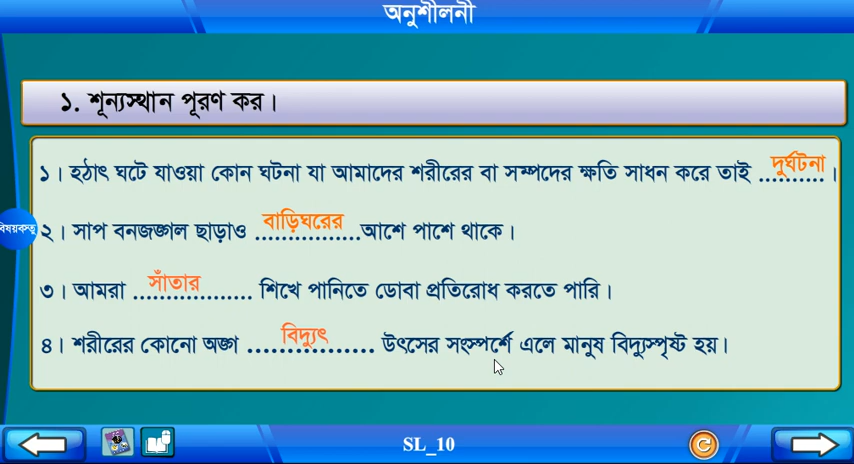 অনুশীলনী
১. শূন্যস্থান পূরণ কর।
১। হঠাৎ ঘটে যাওয়া কোন ঘটনা যা আমাদের শরীরের বা সম্পদের ক্ষতি সাধন করে তাই ..দুর্ঘটনা..।
বিষয়বস্তু
২। সাপ বনজঙ্গল ছাড়াও ..বাড়িঘরের..আশে পাশে থাকে।
৩। আমরা ..সাঁতার.. শিখে পানিতে ডোবা প্রতিরোধ করতে পারি।
৪। শরীরের কোনো অঙ্গ ..বিদ্যুৎ.. উৎসের সংস্পর্শে এলে মানুষ বিদ্যুস্পৃষ্ট হয়।
SL_10